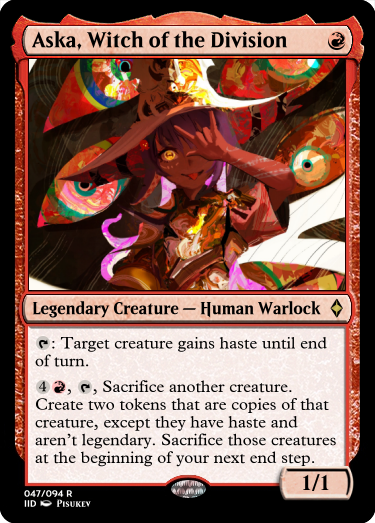 Aska, Witch of the Division
Legendary Creature — Human Warlock
: Target creature gains haste until end
of turn.
4 , , Sacrifice another creature.
Create two tokens that are copies of that
creature, except they have haste and
aren't legendary. Sacrifice those creatures
at the beginning of your next end step.
1/1
047/094 R
IID Pisukev